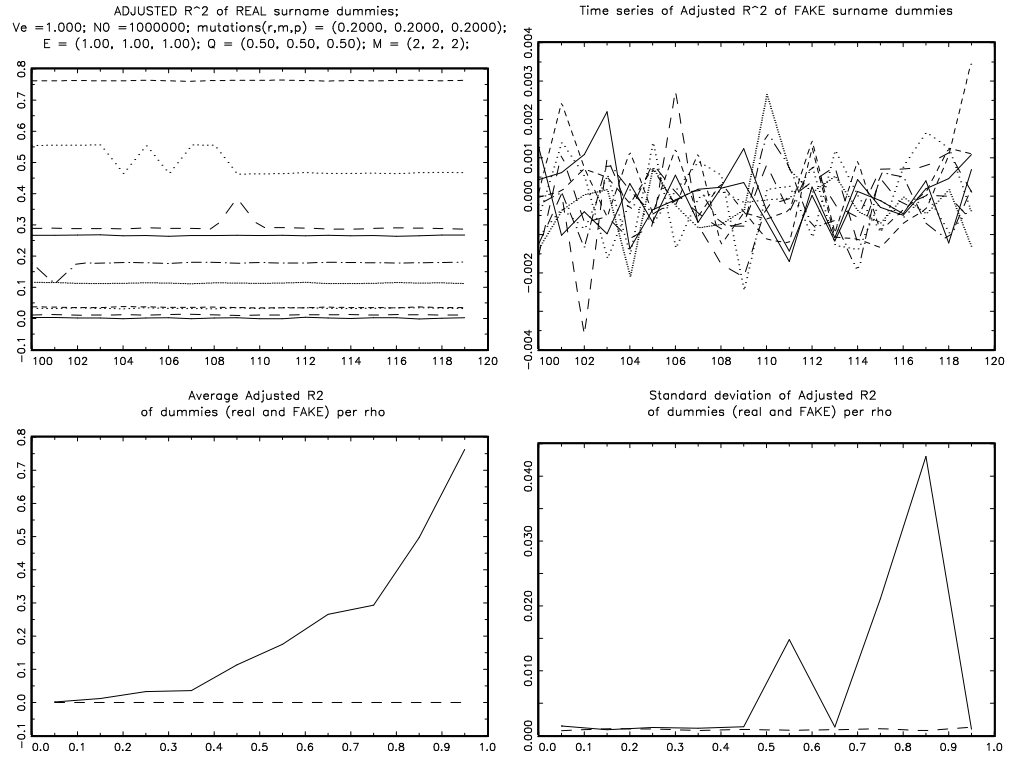 ADJUSTED R^2 of REAL surname dummies;
Ve =1.000; N0 =1000000; mutations(r,m,p) = (0.2000, 0.2000, 0.2000);
E = (1.00, 1.00, 1.00); Q = (0.50, 0.50, 0.50); M = (2, 2, 2);
0.8
0.7
0.6
0.5
0.4
0.3
0.2
0.1
0.0
−0.1
100 102 104 106 108 110 112 114 116 118 120
Time series of Adjusted R^2 of FAKE surname dummies
0.004
0.003
0.002
0.001
0.000
−0.002
−0.004
100 102 104 106 108 110 112 114 116 118 120
Average Adjusted R2
of dummies (real and FAKE) per rho
0.8
0.7
0.6
0.5
0.4
0.3
0.2
0.1
0.0
−0.1
0.0 0.1 0.2 0.3 0.4 0.5 0.6 0.7 0.8 0.9 1.0
Standard deviation of Adjusted R2
of dummies (real and FAKE) per rho
0.040
0.030
0.020
0.010
0.000
0.0 0.1 0.2 0.3 0.4 0.5 0.6 0.7 0.8 0.9 1.0